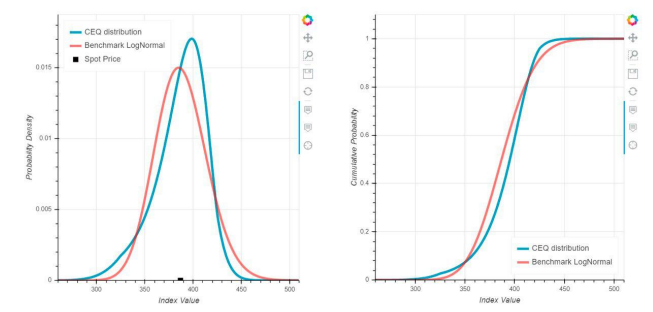 CEQ distribution
Benchmark LogNormal
Spot Price
0.015
0.01
0.005
0
Probability Density
300
350
400
450
500
Index Value
1
0.8
0.6
0.4
0.2
0
Cumulative Probability
CEQ distribution
Benchmark LogNormal
300
350
400
450
500
Index Value